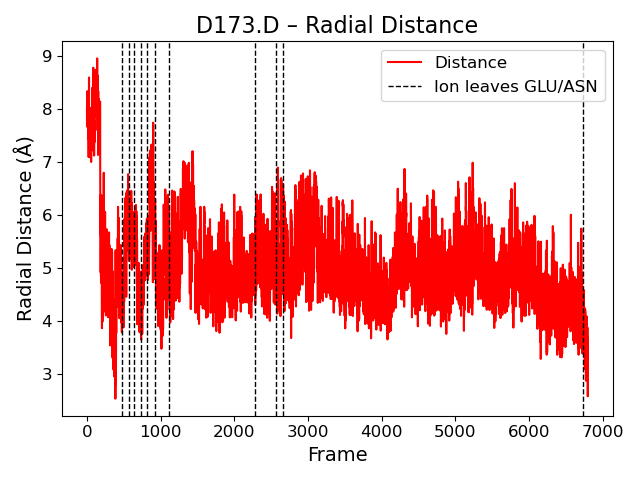 D173.D – Radial Distance
Radial Distance (Å)
9
8
7
6
5
4
3
Distance
Ion leaves GLU/ASN
0 1000 2000 3000 4000 5000 6000 7000
Frame